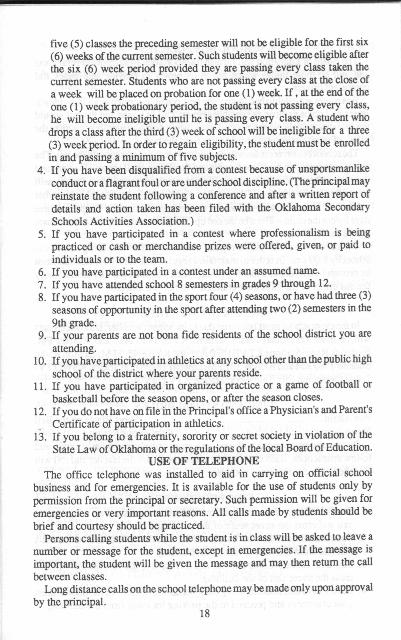 five (5) classes the preceding semester will not be eligible for the first six
(6) weeks of the current semester. Such students will become eligible after
the six (6) week period provided they are passing every class taken the
current semester. Students who are not passing every class at the close of
a week will be placed on probation for one (1) week. If , at the end of the
one (1) week probationary period, the student is not passing every class,
he will become ineligible until he is passing every class. A student who
drops a class after the third (3) week of school will be ineligible for a three
(3) week period. In order to regain eligibility, the student must be enrolled
in and passing a minimum of five subjects.
4. If you have been disqualified from a contest because of unsportsmanlike
conduct or a flagrant foul or are under school discipline. (The principal may
reinstate the student following a conference and after a written report of
details and action taken has been filed with the Oklahoma Secondary
Schools Activities Association.)
5. If you have participated in a contest where professionalism is being
practiced or cash or merchandise prizes were offered, given, or paid to
individuals or to the team.
6. If you have participated in a contest under an assumed name.
7. If you have attended school 8 semesters in grades 9 through 12.
8. If you have participated in the sport four (4) seasons, or have had three (3)
seasons of opportunity in the sport after attending two (2) semesters in the
9th grade.
9. If your parents are not bona fide residents of the school district you are
attending.
10. If you have participated in athletics at any school other than the public high
school of the district where your parents reside.
11. If you have participated in organized practice or a game of football or
basketball before the season opens, or after the season closes.
12. If you do not have on file in the Principal's office a Physician's and Parent's
Certificate of participation in athletics.
13. If you belong to a fraternity, sorority or secret society in violation of the
State Law of Oklahoma or the regulations of the local Board of Education.
USE OF TELEPHONE
The office telephone was installed to aid in carrying on official school
business and for emergencies. It is available for the use of students only by
permission from the principal or secretary. Such permission will be given for
emergencies or very important reasons. All calls made by students should be
brief and courtesy should be practiced.
Persons calling students while the student is in class will be asked to leave a
number or message for the student, except in emergencies. If the message is
important, the student will be given the message and may then return the call
between classes.
Long distance calls on the school telephone may be made only upon approval
by the principal.
18